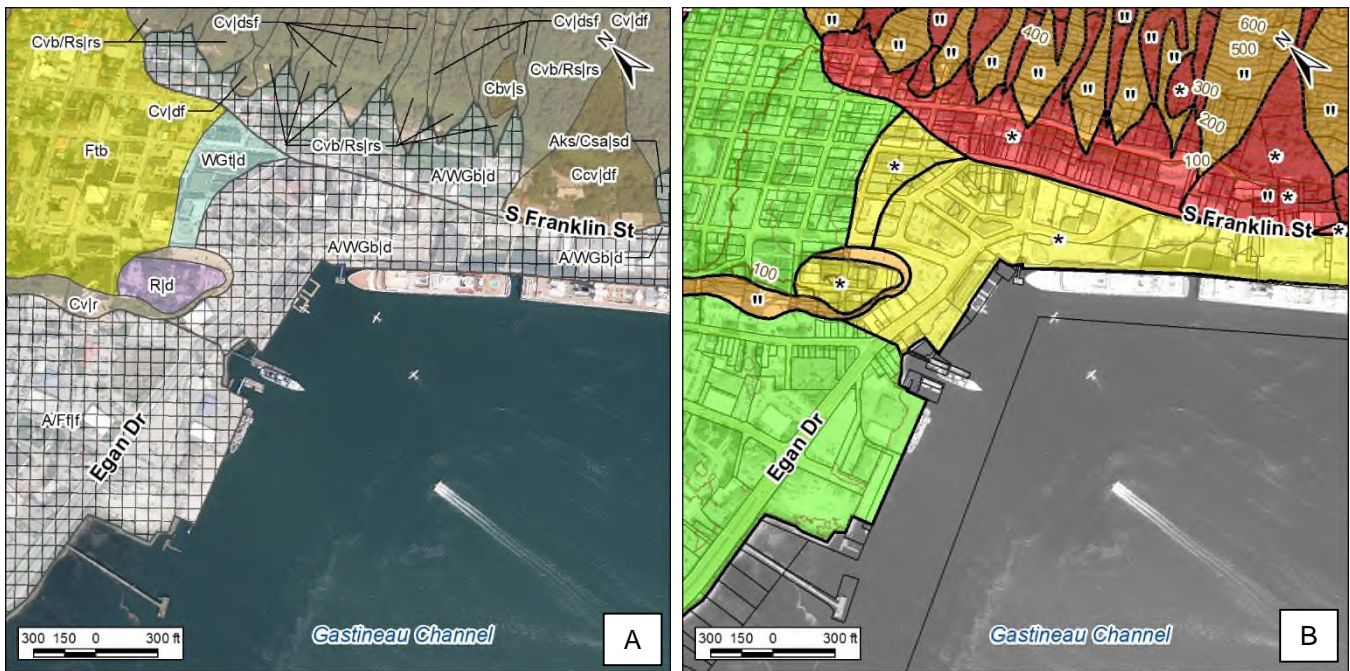 Cvb/Rs|rs
Cv|dsf
Cv|dsf
Cv|df
N
Cvb/Rs|rs
Cbv|s
Cv|df
Ftb
WGt|d
Cvb/Rs|rs
Aks/Csa|sd
A/WGb|d
Ccv|df
S Franklin St
A/WGb|d
A/WGb|d
R|d
Cv|r
A/Ff|f
Egan Dr
300 150 0 300 ft
Gastineau Channel
A
" " " " " " "
600
400
500
N
" " " " " " "
300
*
200
100
*
*
*
" *
S Franklin St
*
*
100
*
"
Egan Dr
300 150 0 300 ft
Gastineau Channel
B